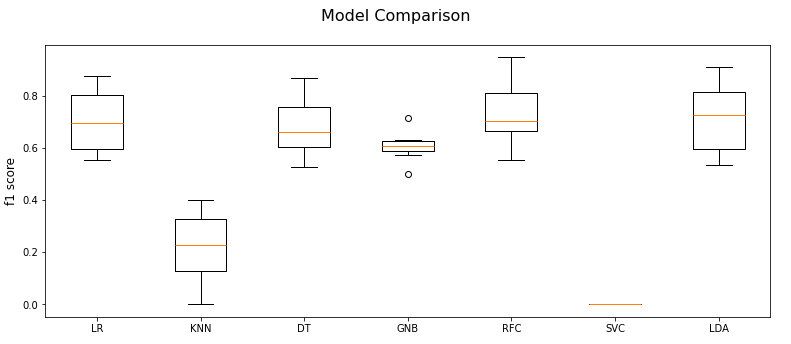 Model Comparison
f1 score
0.8
0.6
0.4
0.2
0.0
LR KNN DT GNB RFC SVC LDA